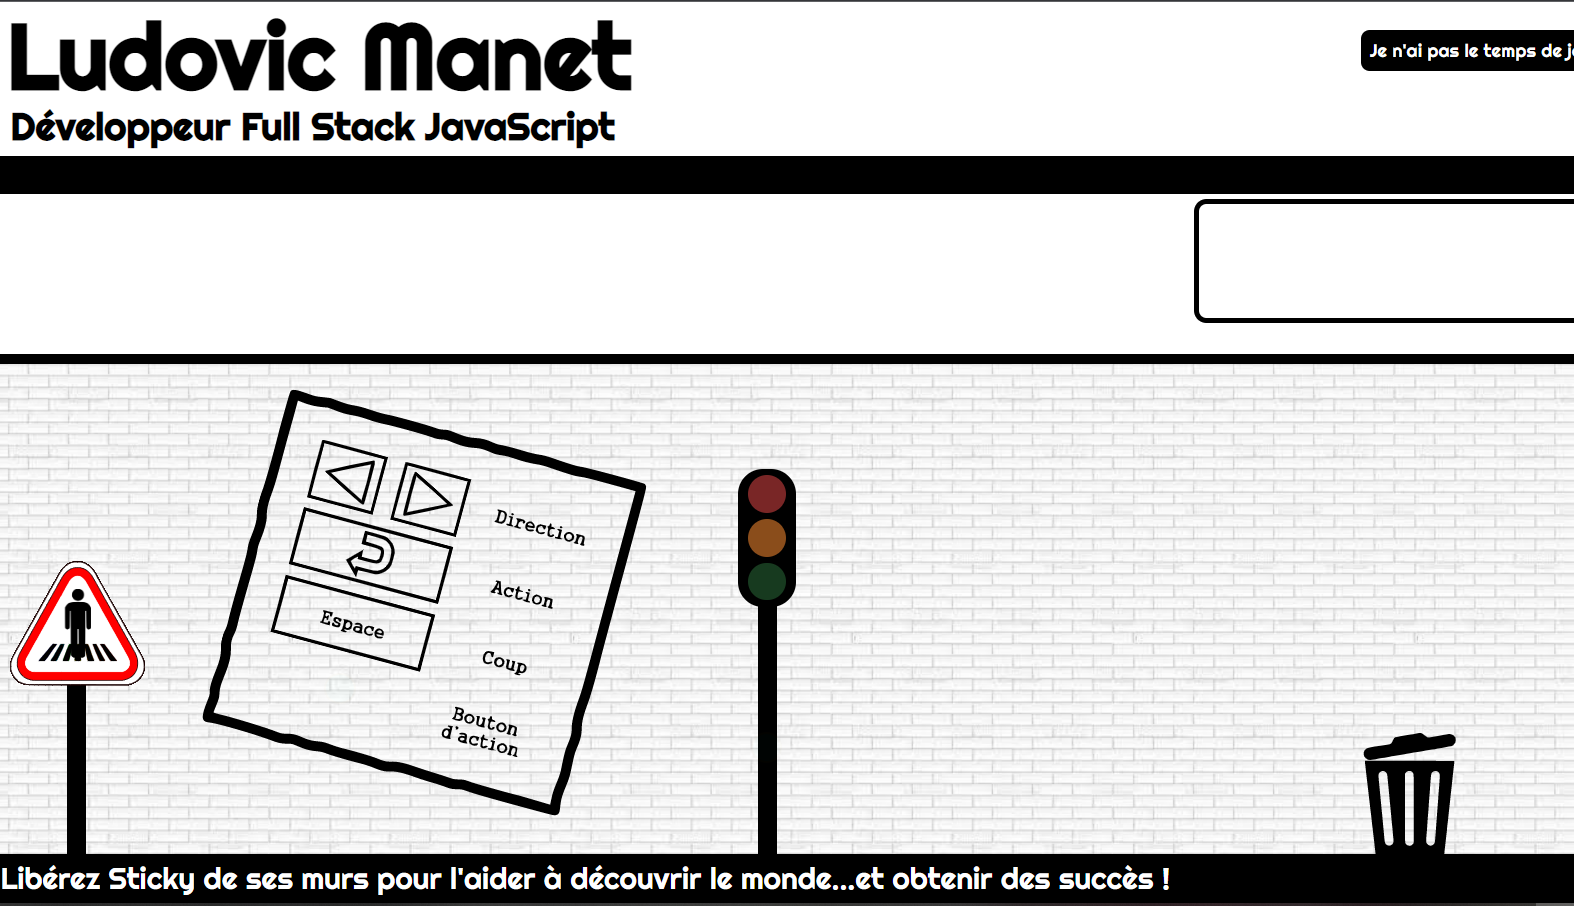 Ludovic Manet
Développeur Full Stack JavaScript
Je n'ai pas le temps de
Direction
Action
Espace
Coup
Bouton
d'action
Libérez Sticky de ses murs pour l'aider à découvrir le monde...et obtenir des succès !